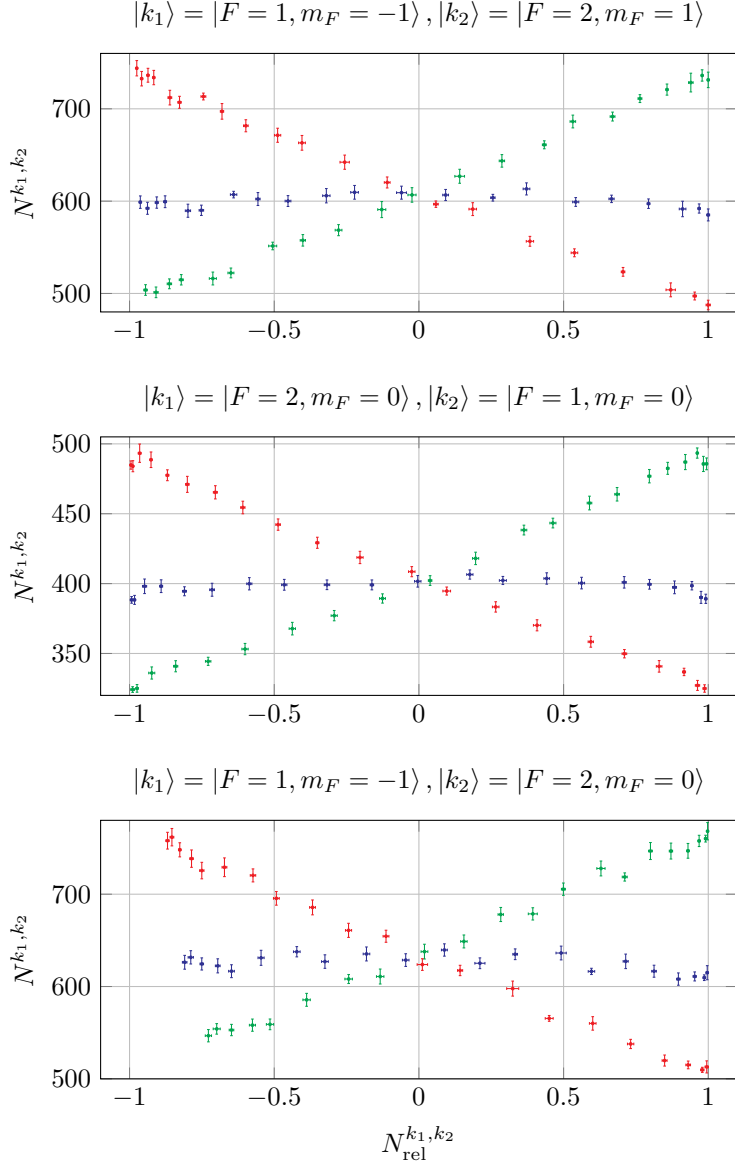 |k₁⟩ = |F = 1, m_F = −1⟩ , |k₂⟩ = |F = 2, m_F = 1⟩
700
600
500
N^{k₁,k₂}
−1 −0.5 0 0.5 1
|k₁⟩ = |F = 2, m_F = 0⟩ , |k₂⟩ = |F = 1, m_F = 0⟩
500
450
400
350
N^{k₁,k₂}
−1 −0.5 0 0.5 1
|k₁⟩ = |F = 1, m_F = −1⟩ , |k₂⟩ = |F = 2, m_F = 0⟩
700
600
500
N^{k₁,k₂}
−1 −0.5 0 0.5 1
N_{rel}^{k₁,k₂}